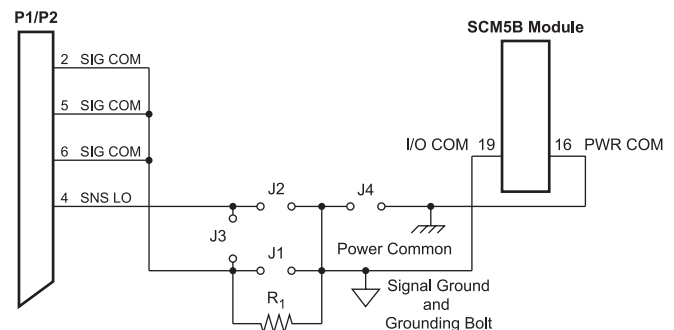 P1/P2
SCM5B Module
2 SIG COM
5 SIG COM
6 SIG COM
4 SNS LO
I/O COM 19
16 PWR COM
J2
J4
J3
J1
Power Common
R1
Signal Ground
and
Grounding Bolt